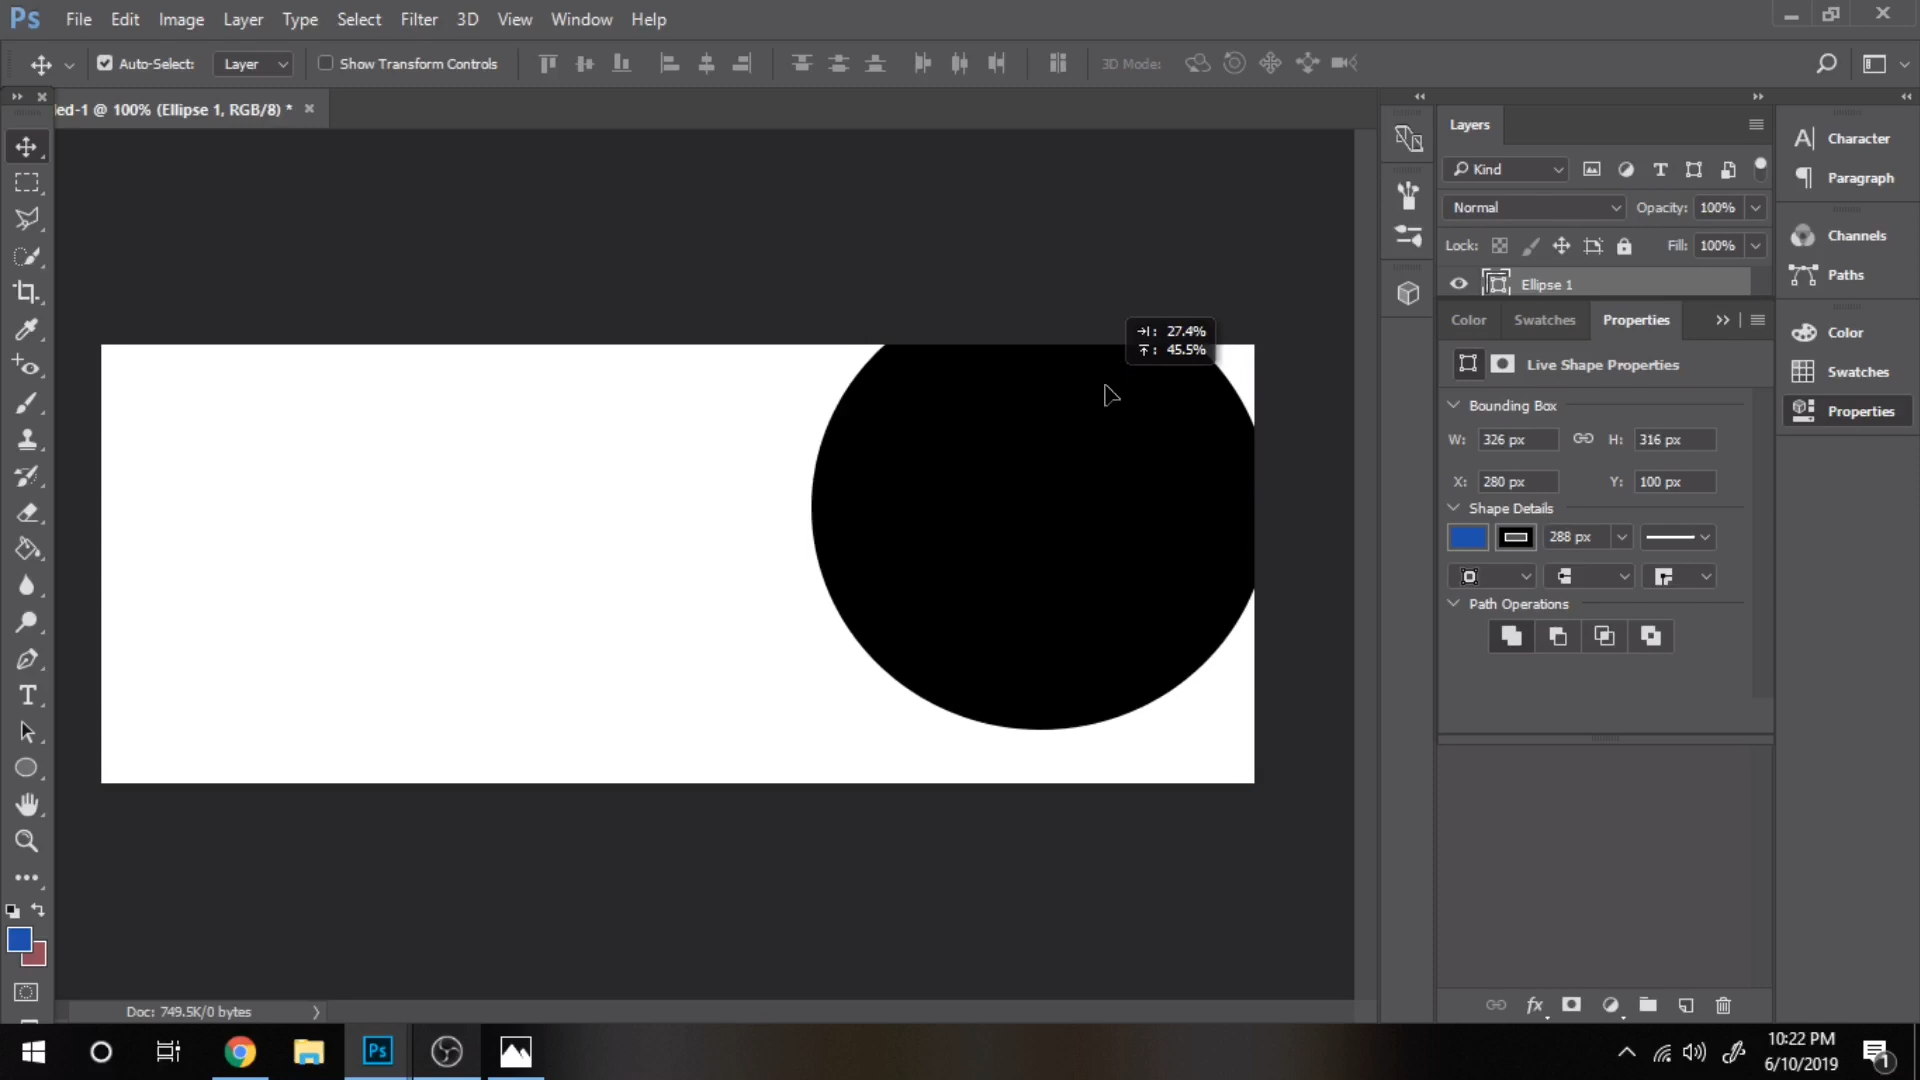 Ps File Edit Image Layer Type Select Filter 3D View Window Help
Auto-Select: Layer Show Transform Controls 3D Mode:
led-1 @ 100% (Ellipse 1, RGB/8) *
Layers
Kind
Normal Opacity: 100%
Lock: Fill: 100%
Ellipse 1
Color Swatches Properties
Live Shape Properties
Bounding Box
W: 326 px H: 316 px
X: 280 px Y: 100 px
Shape Details
288 px
Path Operations
fx
Character
Paragraph
Channels
Paths
Color
Swatches
Properties
: 27.4%
: 45.5%
Doc: 749.5K/0 bytes
Ps
10:22 PM
6/10/2019
1